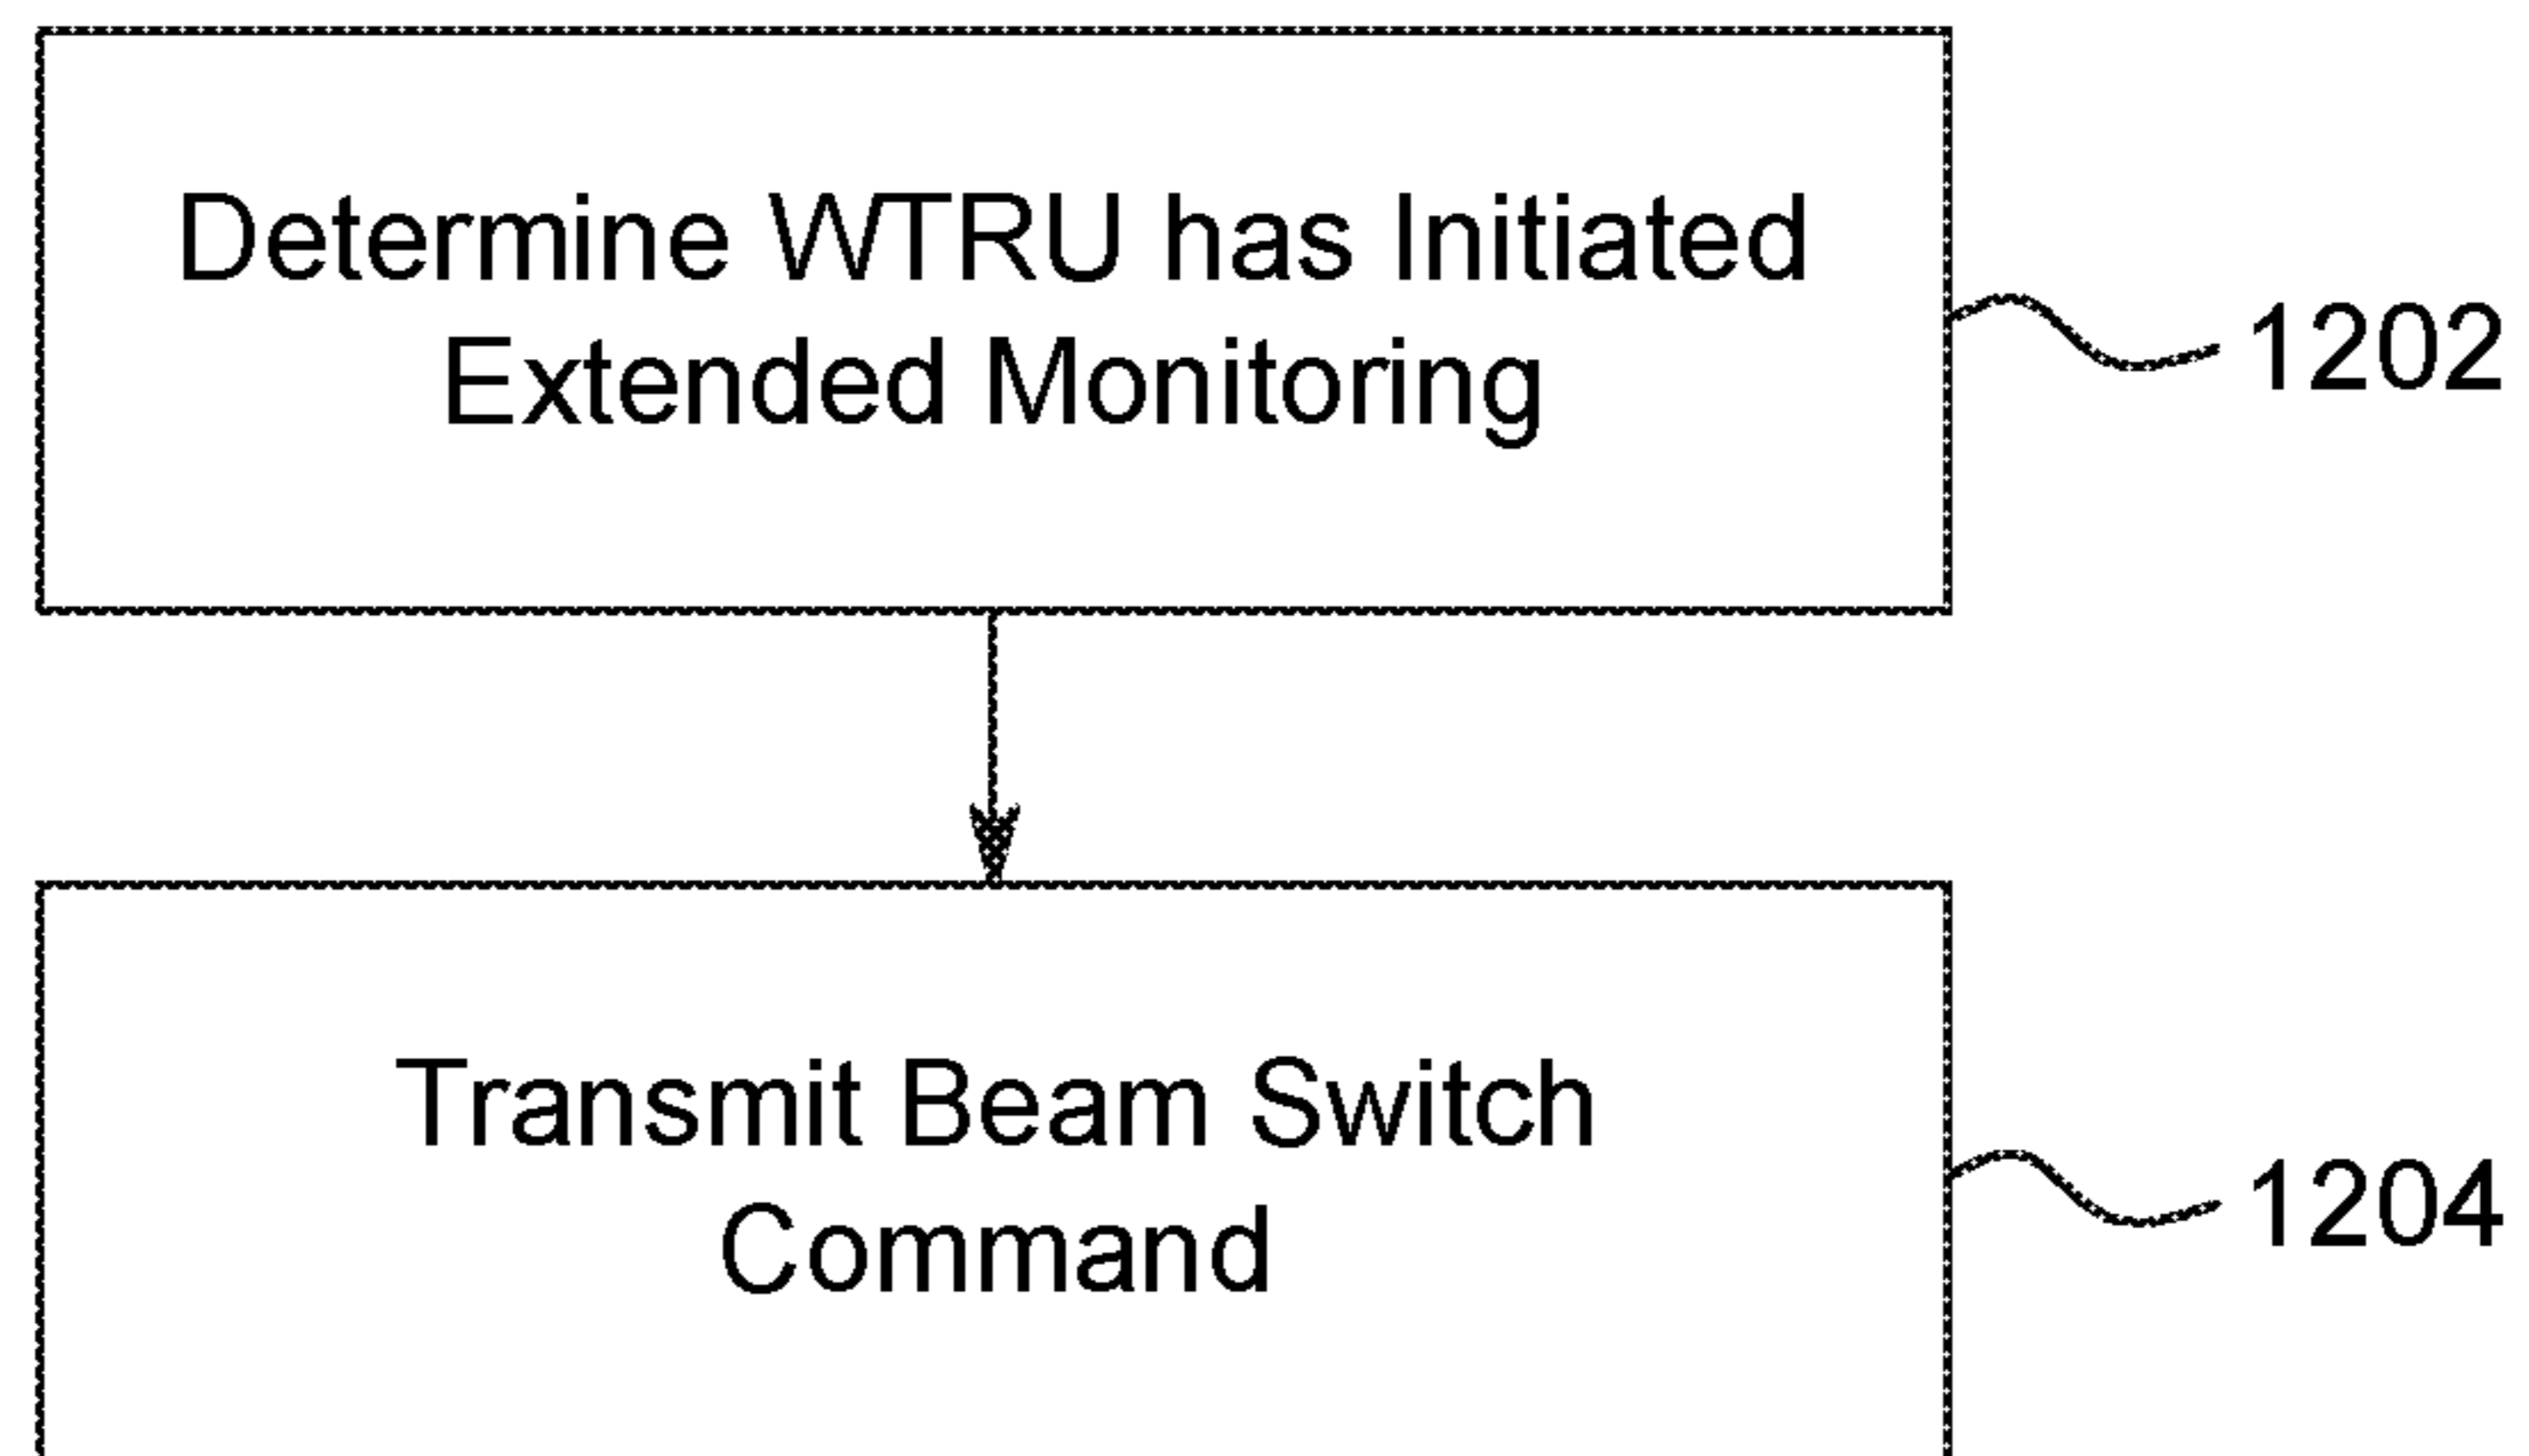 Determine WTRU has Initiated
Extended Monitoring
1202
Transmit Beam Switch
Command
1204